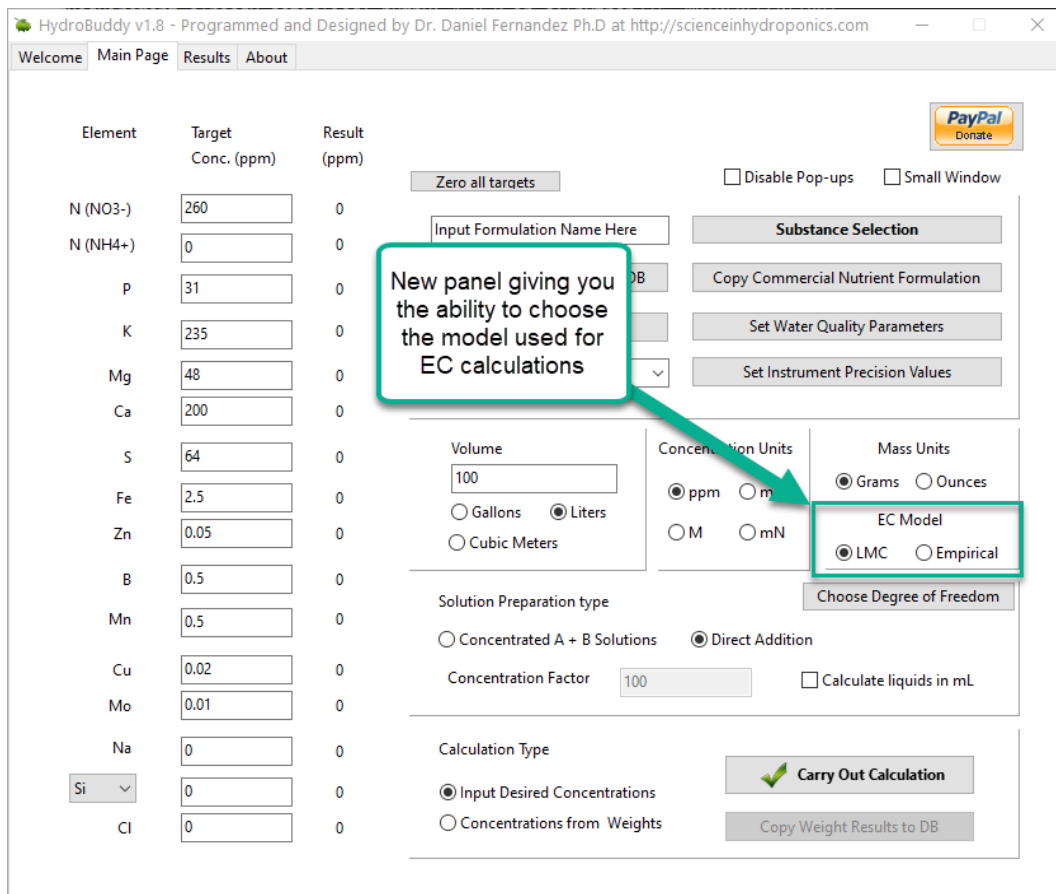 HydroBuddy v1.8 - Programmed and Designed by Dr. Daniel Fernandez Ph.D at http://scienceinhydroponics.com
Welcome Main Page Results About
PayPal
Donate
Element Target Result
Conc. (ppm) (ppm)
Zero all targets Disable Pop-ups Small Window
N (NO3-) 260 0
Input Formulation Name Here Substance Selection
N (NH4+) 0 0
New panel giving you
the ability to choose
the model used for
EC calculations
DB Copy Commercial Nutrient Formulation
P 31 0
K 235 0 Set Water Quality Parameters
Mg 48 0 Set Instrument Precision Values
Ca 200 0
Volume Concentration Units Mass Units
S 64 0 100
ppm Grams Ounces
Fe 2.5 0 Gallons Liters
EC Model
Zn 0.05 0 Cubic Meters M mN
LMC Empirical
B 0.5 0
Solution Preparation type Choose Degree of Freedom
Mn 0.5 0
Concentrated A + B Solutions Direct Addition
Cu 0.02 0 Concentration Factor 100 Calculate liquids in mL
Mo 0.01 0
Na 0 0 Calculation Type
Carry Out Calculation
Si 0 0 Input Desired Concentrations
Cl 0 0 Concentrations from Weights Copy Weight Results to DB